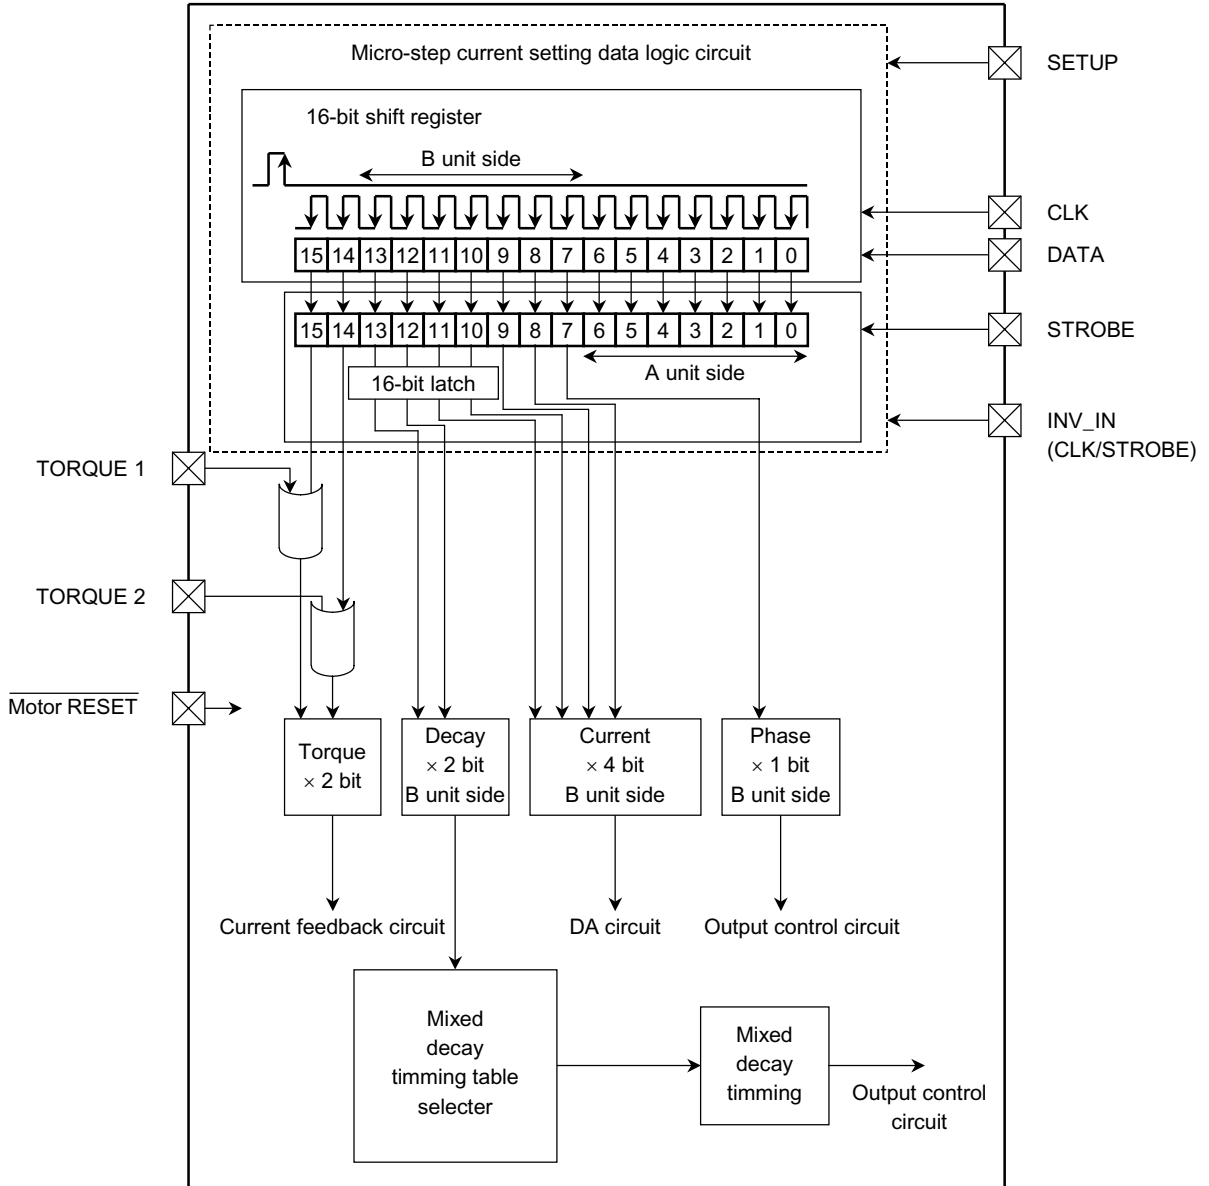 Micro-step current setting data logic circuit
SETUP
16-bit shift register
B unit side
CLK
15 14 13 12 11 10 9 8 7 6 5 4 3 2 1 0
DATA
15 14 13 12 11 10 9 8 7 6 5 4 3 2 1 0
STROBE
A unit side
16-bit latch
INV_IN
(CLK/STROBE)
TORQUE 1
TORQUE 2
Motor RESET
Torque
× 2 bit
Decay
× 2 bit
B unit side
Current
× 4 bit
B unit side
Phase
× 1 bit
B unit side
Current feedback circuit
DA circuit
Output control circuit
Mixed
decay
timming table
selecter
Mixed
decay
timming
Output control
circuit